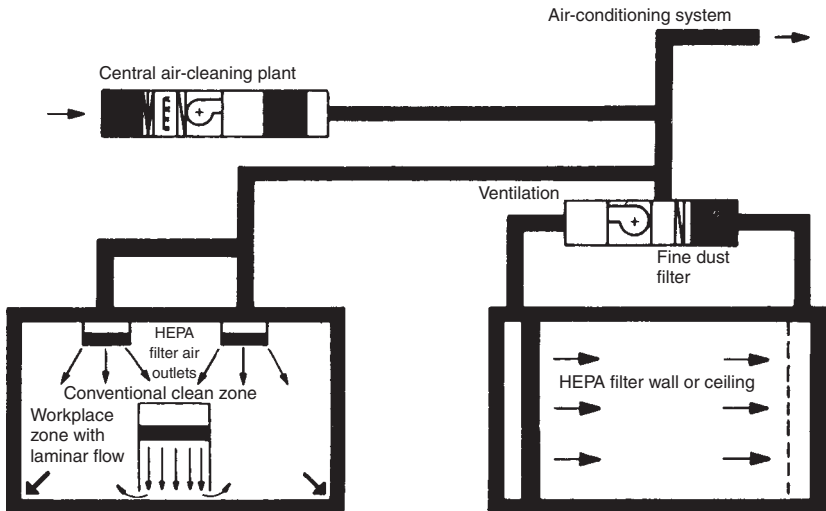 Air-conditioning system
Central air-cleaning plant
Ventilation
Fine dust
filter
HEPA
filter air
outlets
Conventional clean zone
Workplace
zone with
laminar flow
HEPA filter wall or ceiling